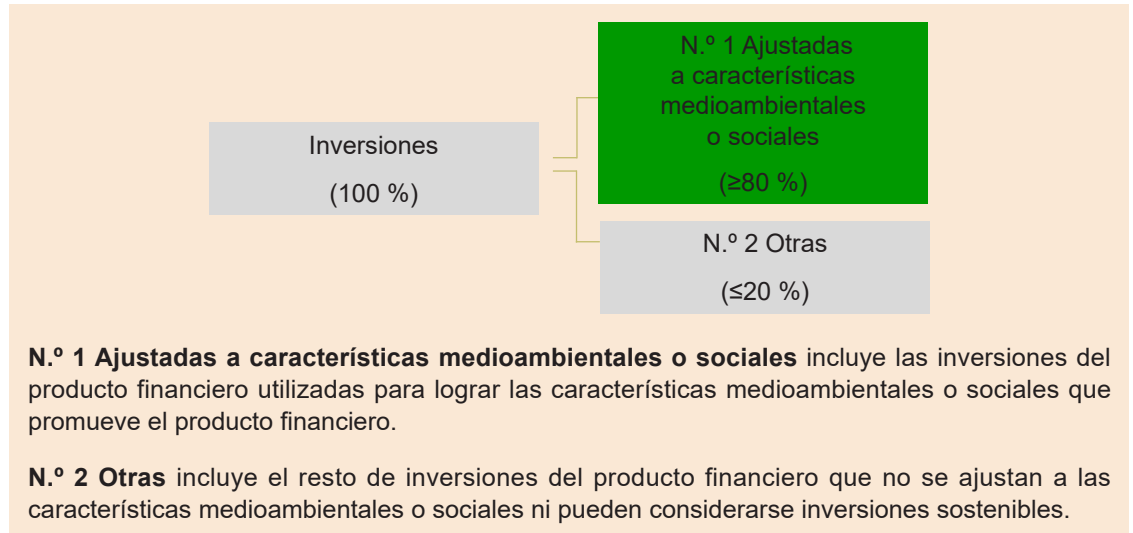 N.º 1 Ajustadas
a características
medioambientales
o sociales
(≥80 %)
Inversiones
(100 %)
N.º 2 Otras
(≤20 %)
N.º 1 Ajustadas a características medioambientales o sociales incluye las inversiones del
producto financiero utilizadas para lograr las características medioambientales o sociales que
promueve el producto financiero.
N.º 2 Otras incluye el resto de inversiones del producto financiero que no se ajustan a las
características medioambientales o sociales ni pueden considerarse inversiones sostenibles.